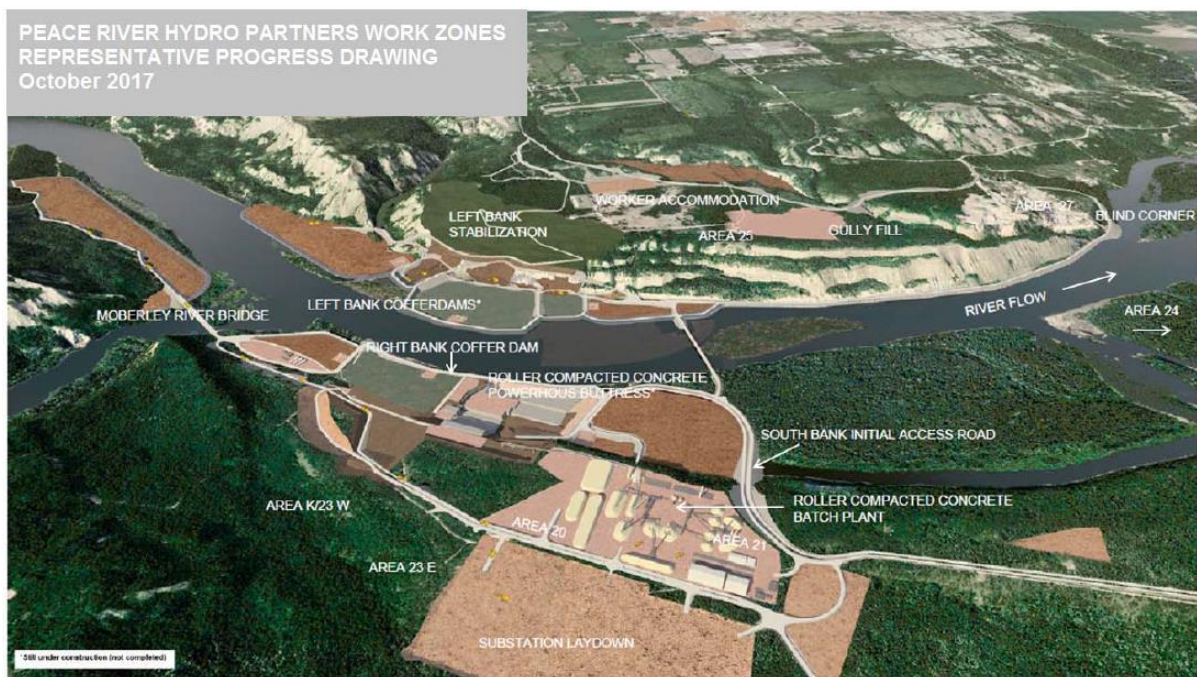 PEACE RIVER HYDRO PARTNERS WORK ZONES
REPRESENTATIVE PROGRESS DRAWING
October 2017
WORKER ACCOMMODATION
AREA 27
LEFT BANK
STABILIZATION
BLIND CORNER
AREA 25
GULLY FILL
LEFT BANK COFFERDAMS*
RIVER FLOW
AREA 24
MOBERLEY RIVER BRIDGE
RIGHT BANK COFFER DAM
ROLLER COMPACTED CONCRETE
POWERHOUS BUTTRESS*
SOUTH BANK INITIAL ACCESS ROAD
AREA K/23 W
ROLLER COMPACTED CONCRETE
BATCH PLANT
AREA 20
AREA 21
AREA 23 E
SUBSTATION LAYDOWN
*Still under construction (not completed)